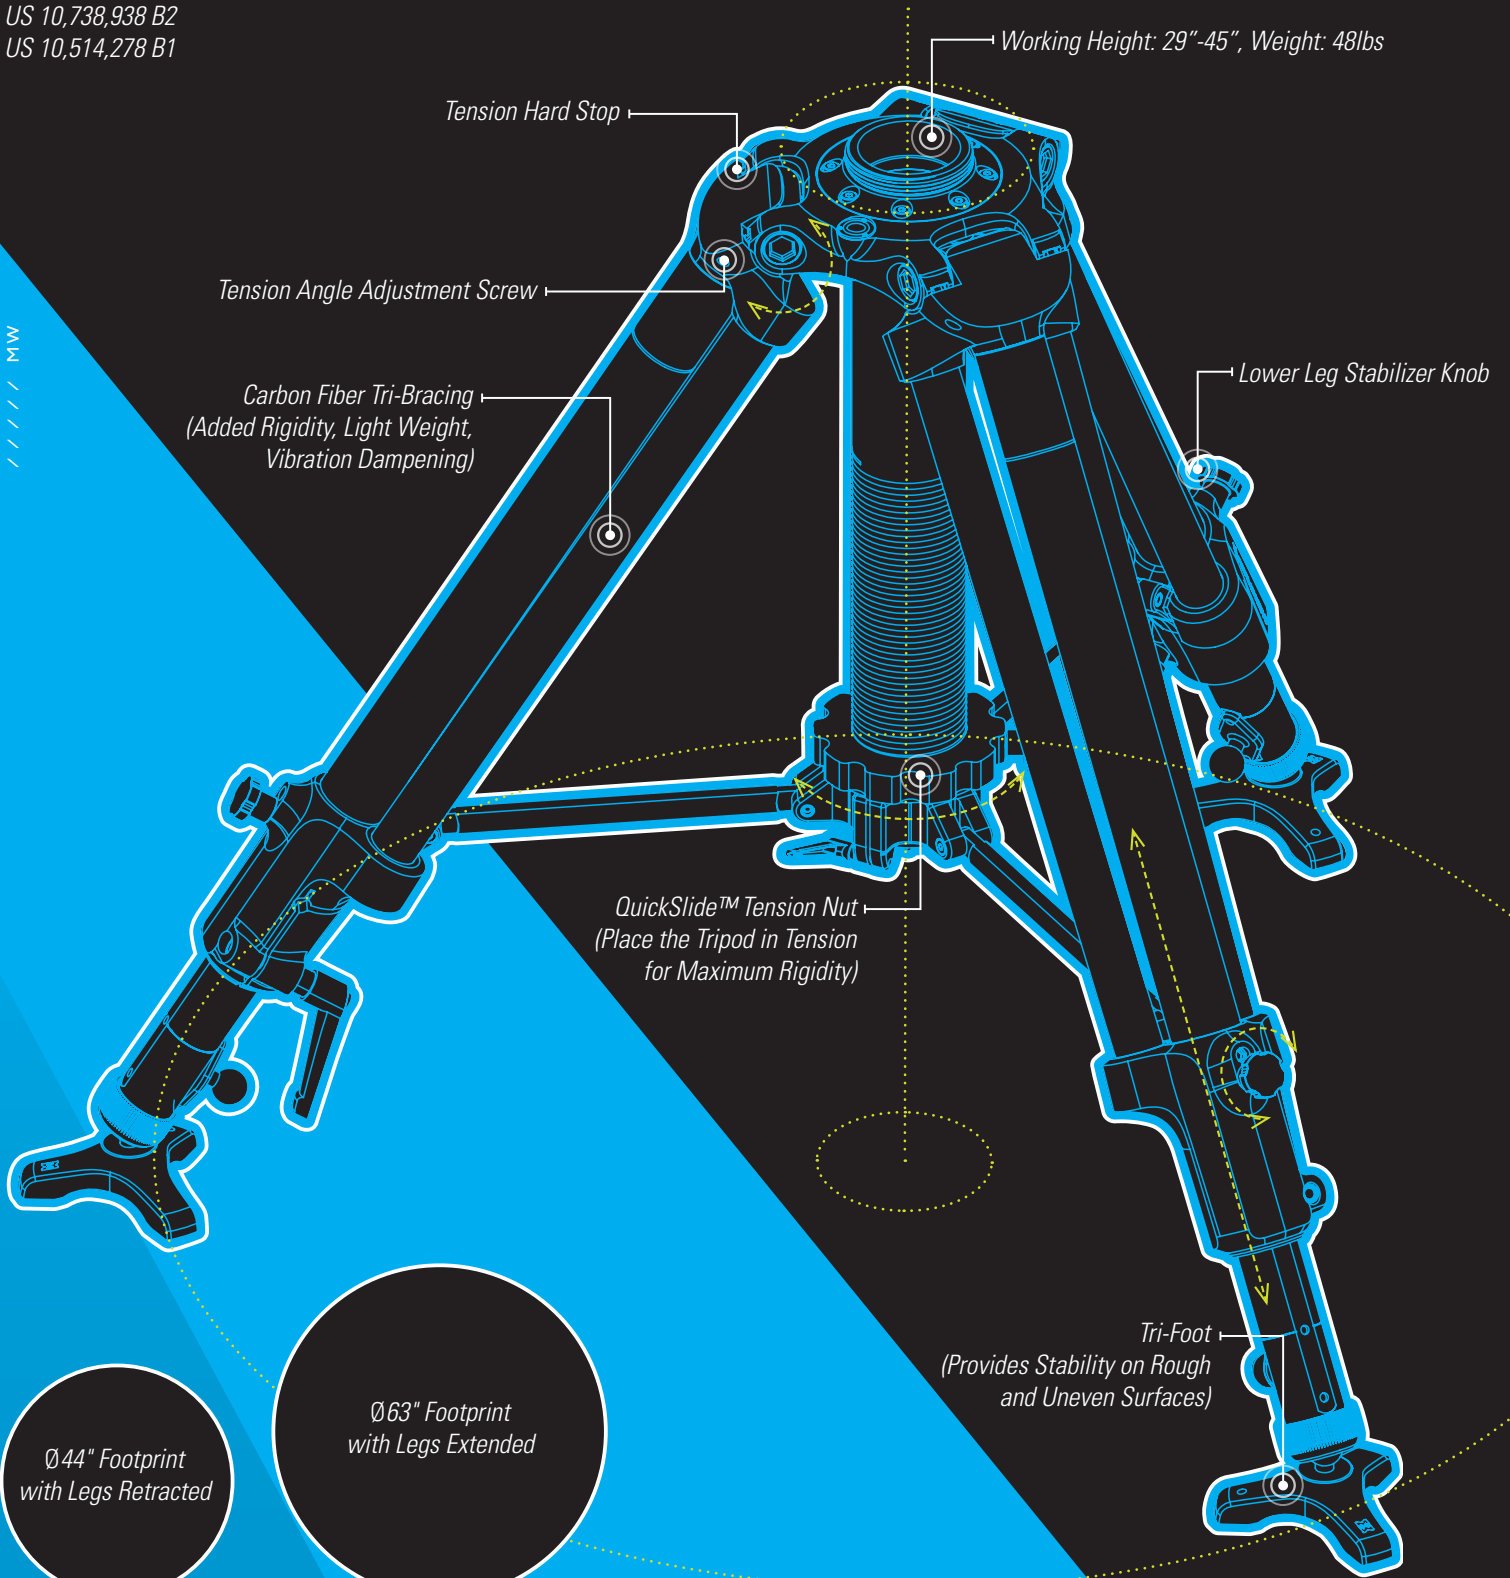 US 10,738,938 B2
US 10,514,278 B1
Working Height: 29”-45”, Weight: 48lbs
Tension Hard Stop
Tension Angle Adjustment Screw
/ / / / / / MW
Lower Leg Stabilizer Knob
Carbon Fiber Tri-Bracing
(Added Rigidity, Light Weight,
Vibration Dampening)
QuickSlide™ Tension Nut
(Place the Tripod in Tension
for Maximum Rigidity)
Tri-Foot
(Provides Stability on Rough
and Uneven Surfaces)
Ø63" Footprint
with Legs Extended
Ø44" Footprint
with Legs Retracted